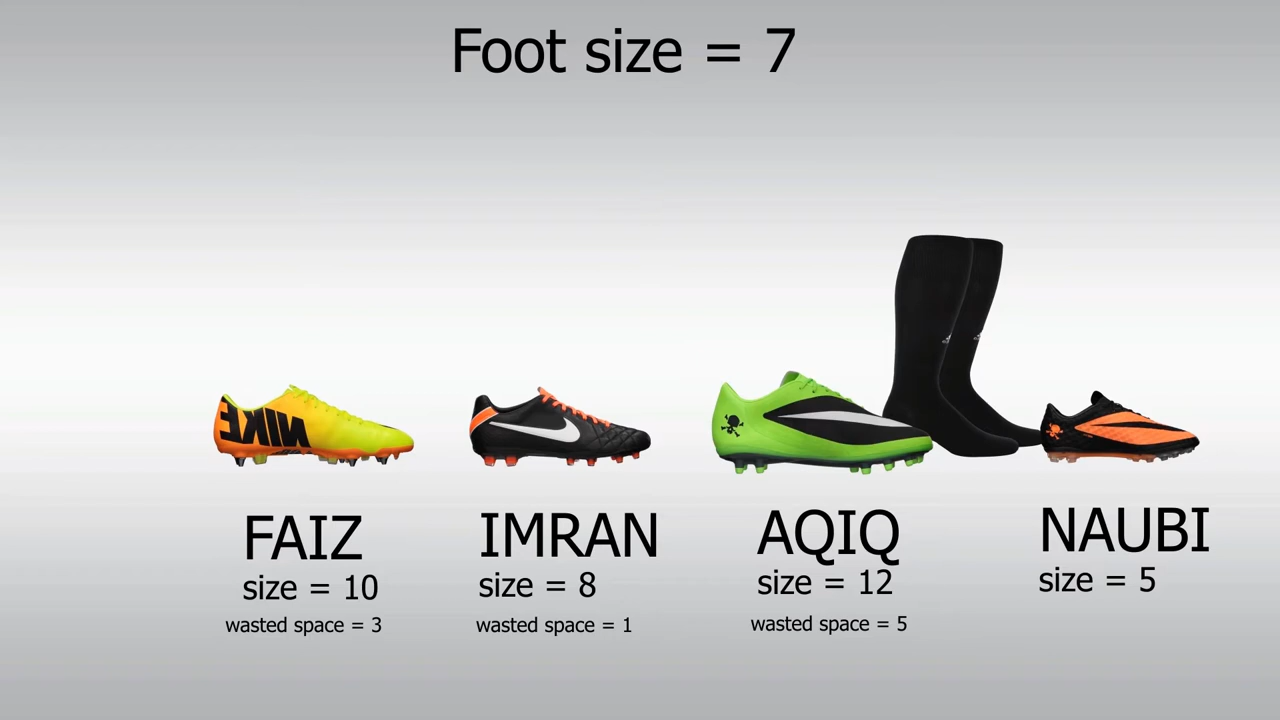 Foot size = 7
NIKE
FAIZ
size = 10
wasted space = 3
IMRAN
size = 8
wasted space = 1
AQIQ
size = 12
wasted space = 5
NAUBI
size = 5